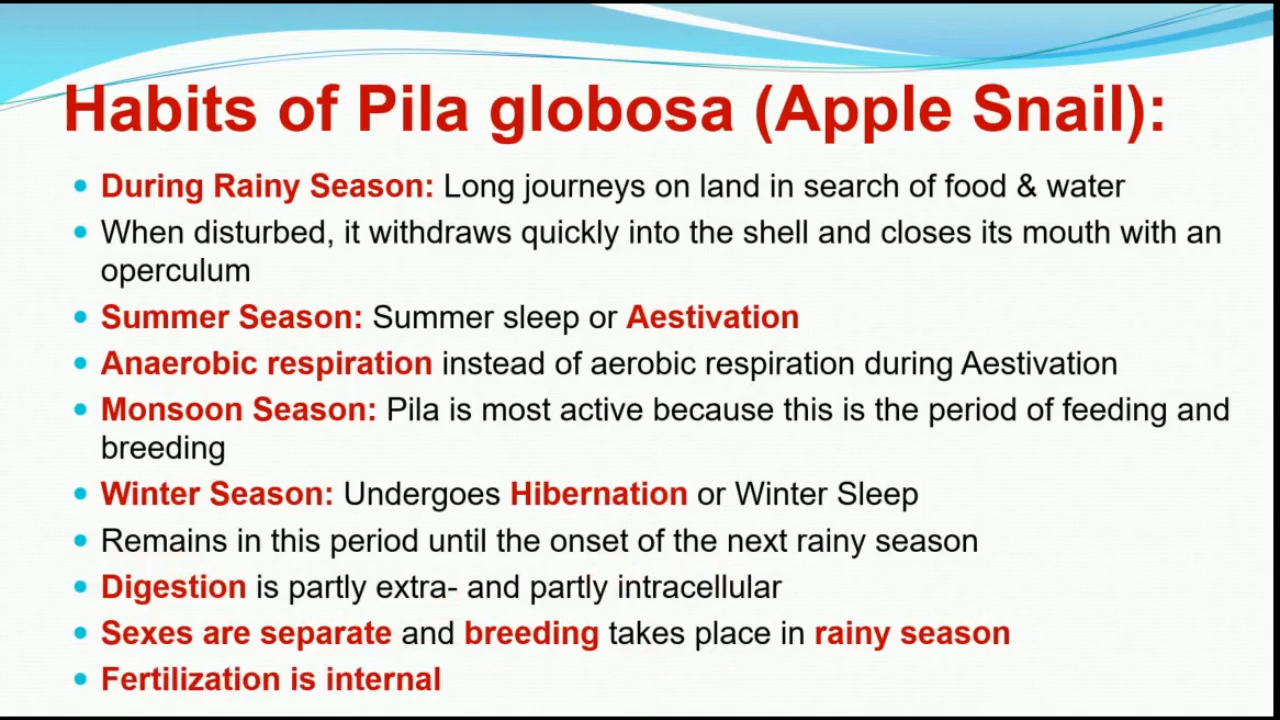 Habits of Pila globosa (Apple Snail):
• During Rainy Season: Long journeys on land in search of food & water
• When disturbed, it withdraws quickly into the shell and closes its mouth with an
operculum
• Summer Season: Summer sleep or Aestivation
• Anaerobic respiration instead of aerobic respiration during Aestivation
• Monsoon Season: Pila is most active because this is the period of feeding and
breeding
• Winter Season: Undergoes Hibernation or Winter Sleep
• Remains in this period until the onset of the next rainy season
• Digestion is partly extra- and partly intracellular
• Sexes are separate and breeding takes place in rainy season
• Fertilization is internal